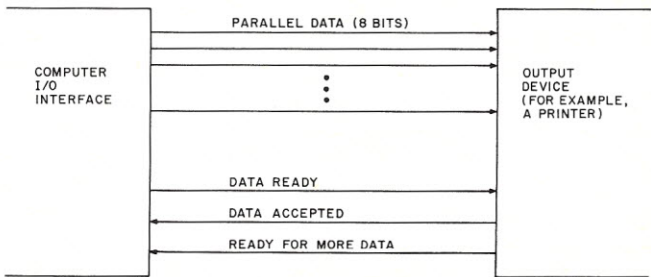 PARALLEL DATA (8 BITS)
COMPUTER
I/O
INTERFACE
OUTPUT
DEVICE
(FOR EXAMPLE,
A PRINTER)
DATA READY
DATA ACCEPTED
READY FOR MORE DATA